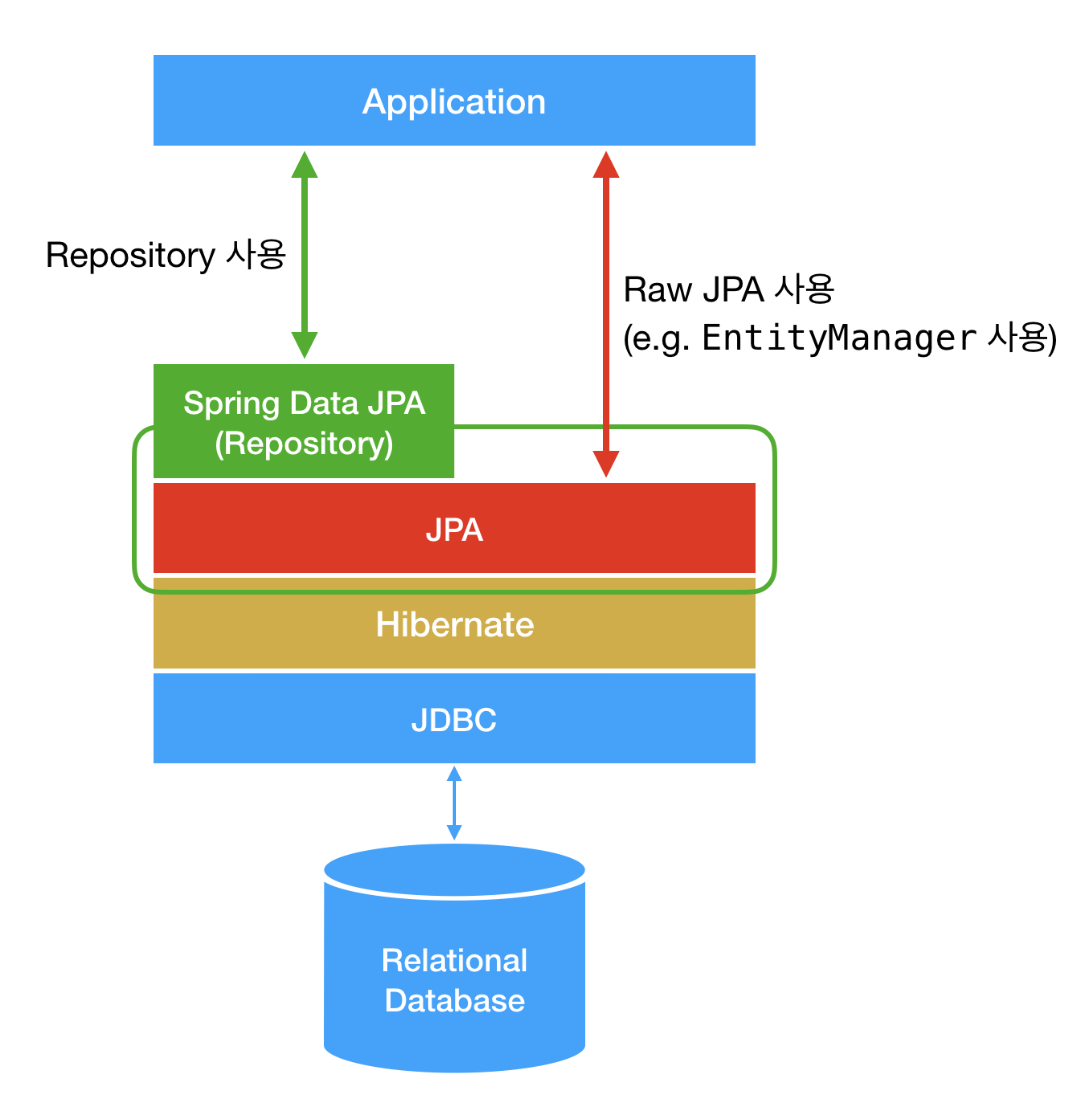 Application
Repository 사용
Raw JPA 사용
(e.g. EntityManager 사용)
Spring Data JPA
(Repository)
JPA
Hibernate
JDBC
Relational
Database